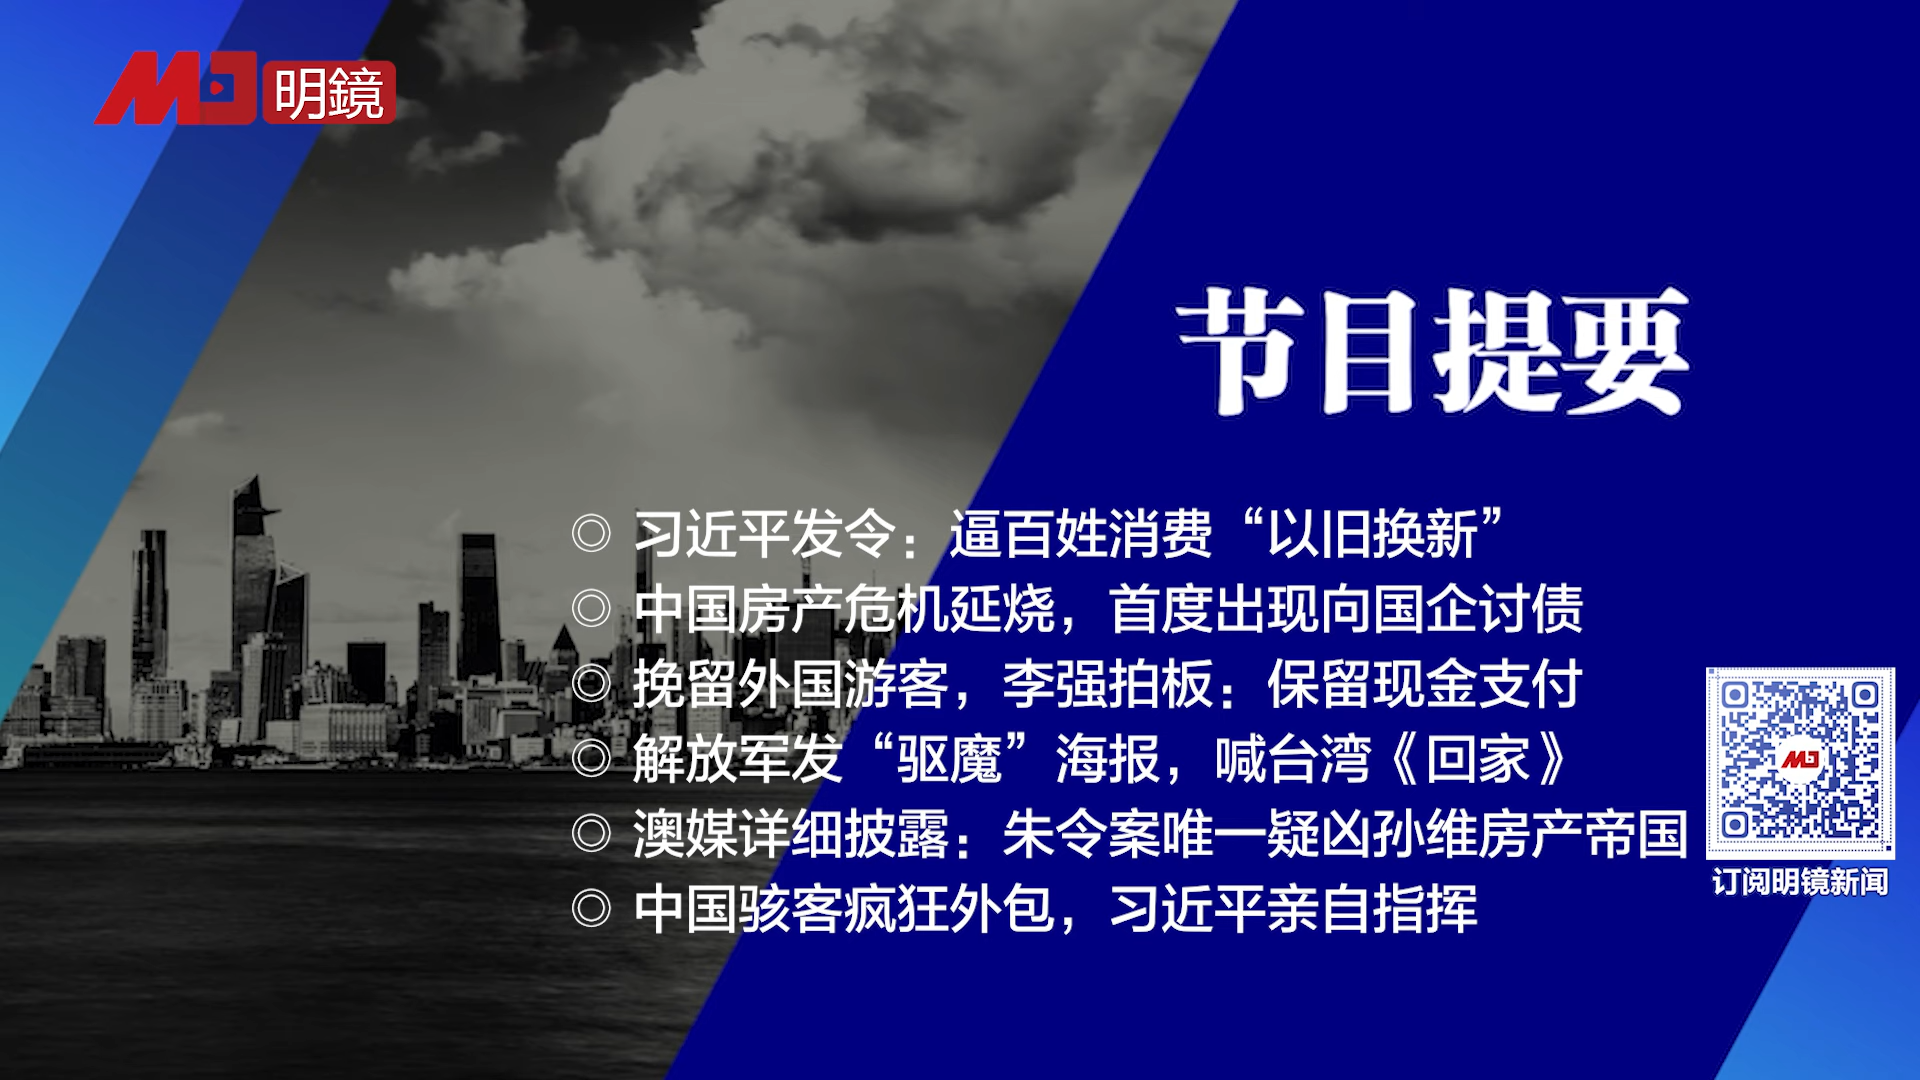 明鏡
节目提要
◎ 习近平发令：逼百姓消费“以旧换新”
◎ 中国房产危机延烧，首度出现向国企讨债
◎ 挽留外国游客，李强拍板：保留现金支付
◎ 解放军发“驱魔”海报，喊台湾《回家》
◎ 澳媒详细披露：朱令案唯一疑凶孙维房产帝国
◎ 中国骇客疯狂外包，习近平亲自指挥
订阅明镜新闻